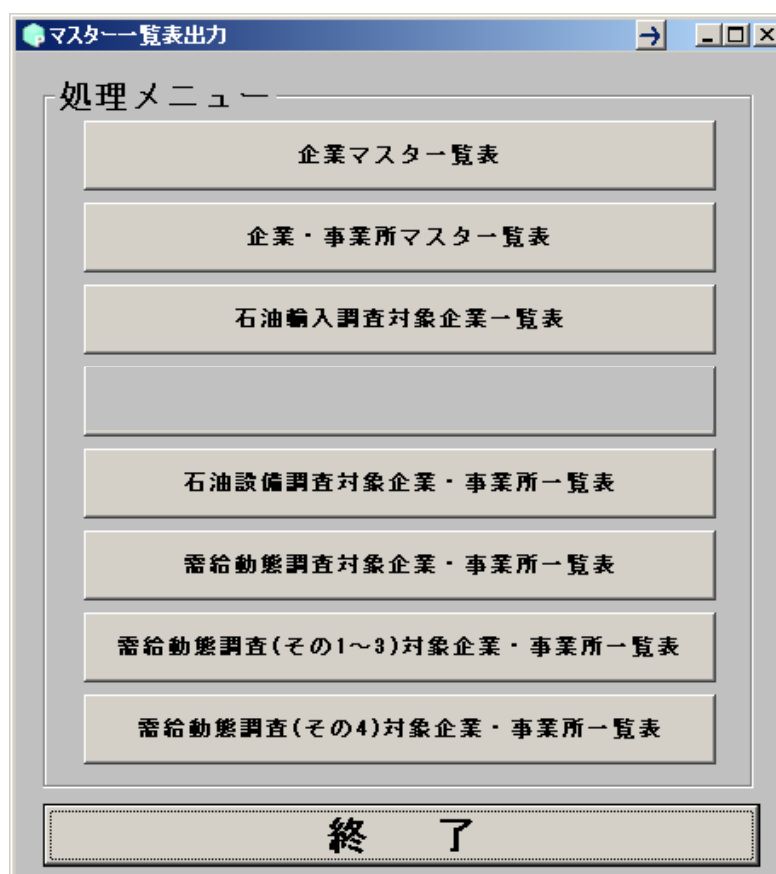 マスター一覧表出力
処理メニュー
企業マスター一覧表
企業・事業所マスター一覧表
石油輸入調査対象企業一覧表
石油設備調査対象企業・事業所一覧表
需給動態調査対象企業・事業所一覧表
需給動態調査(その1～3)対象企業・事業所一覧表
需給動態調査(その4)対象企業・事業所一覧表
終　了